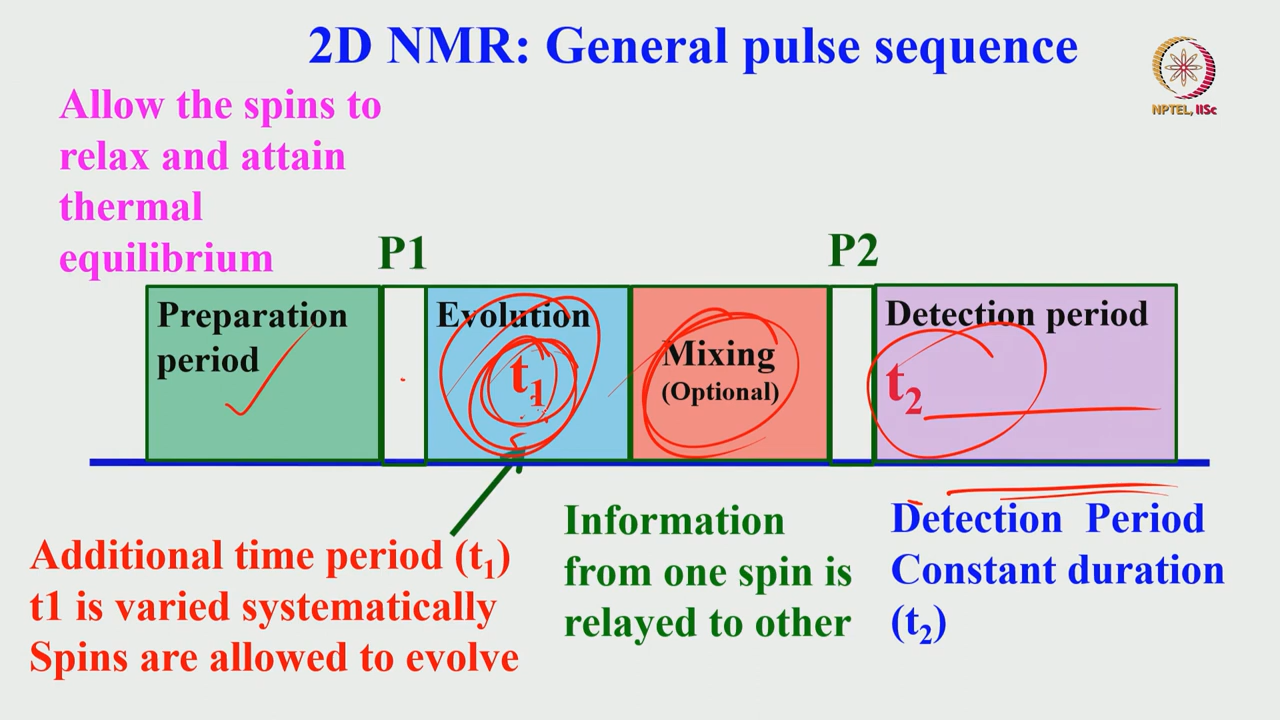 2D NMR: General pulse sequence
NPTEL, IISc
Allow the spins to
relax and attain
thermal
equilibrium
P1
P2
Preparation
period
Evolution
t₁
Mixing
(Optional)
Detection period
t₂
Additional time period (t₁)
t1 is varied systematically
Spins are allowed to evolve
Information
from one spin is
relayed to other
Detection Period
Constant duration
(t₂)